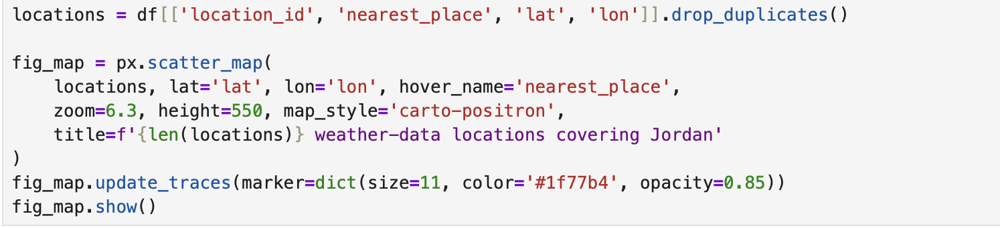 locations = df[['location_id', 'nearest_place', 'lat', 'lon']].drop_duplicates()

fig_map = px.scatter_map(
    locations, lat='lat', lon='lon', hover_name='nearest_place',
    zoom=6.3, height=550, map_style='carto-positron',
    title=f'{len(locations)} weather-data locations covering Jordan'
)
fig_map.update_traces(marker=dict(size=11, color='#1f77b4', opacity=0.85))
fig_map.show()